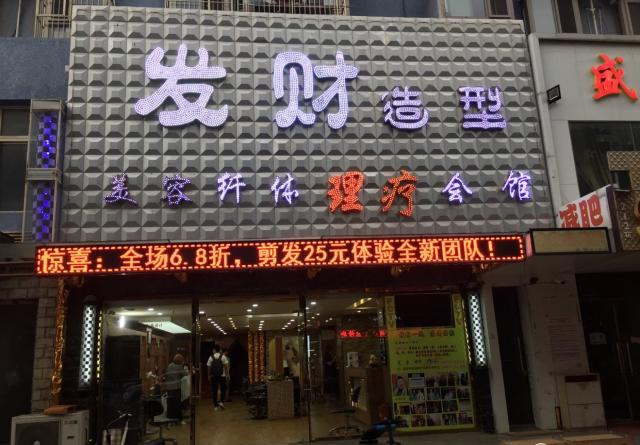 发财造型
美容纤体理疗会馆
惊喜：全场6.8折，剪发25元体验全新团队！
盛
减肥